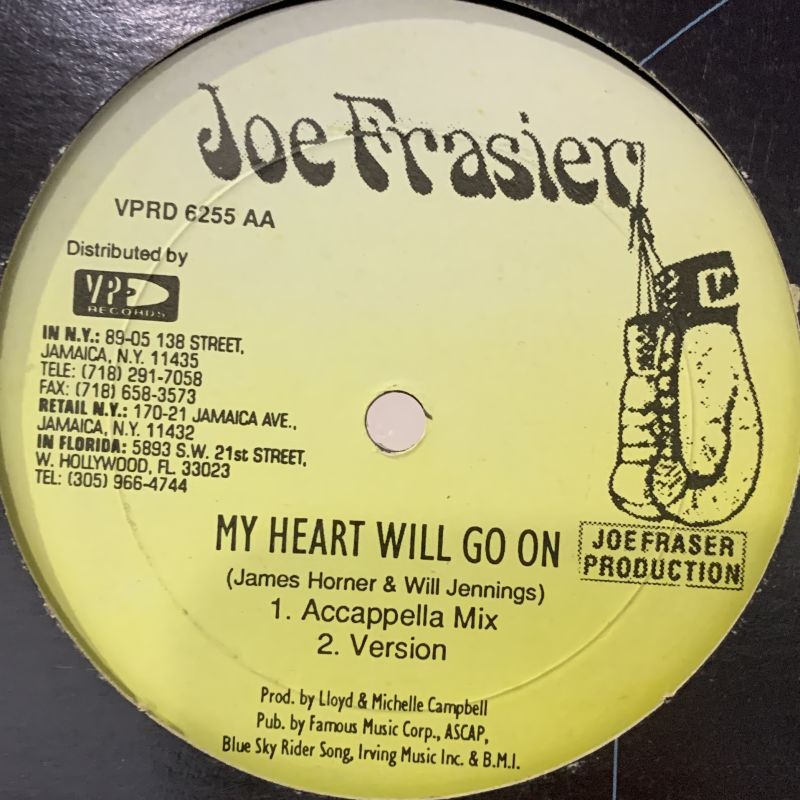 Joe Frasier
VPRD 6255 AA
Distributed by
VP
RECORDS
IN N.Y.: 89-05 138 STREET,
JAMAICA, N.Y. 11435
TELE: (718) 291-7058
FAX: (718) 658-3573
RETAIL N.Y.: 170-21 JAMAICA AVE.,
JAMAICA, N.Y. 11432
IN FLORIDA: 5893 S.W. 21st STREET,
W. HOLLYWOOD, FL. 33023
TEL: (305) 966-4744
MY HEART WILL GO ON
(James Horner & Will Jennings)
1. Accappella Mix
2. Version
JOE FRASER
PRODUCTION
Prod. by Lloyd & Michelle Campbell
Pub. by Famous Music Corp., ASCAP,
Blue Sky Rider Song, Irving Music Inc. & B.M.I.